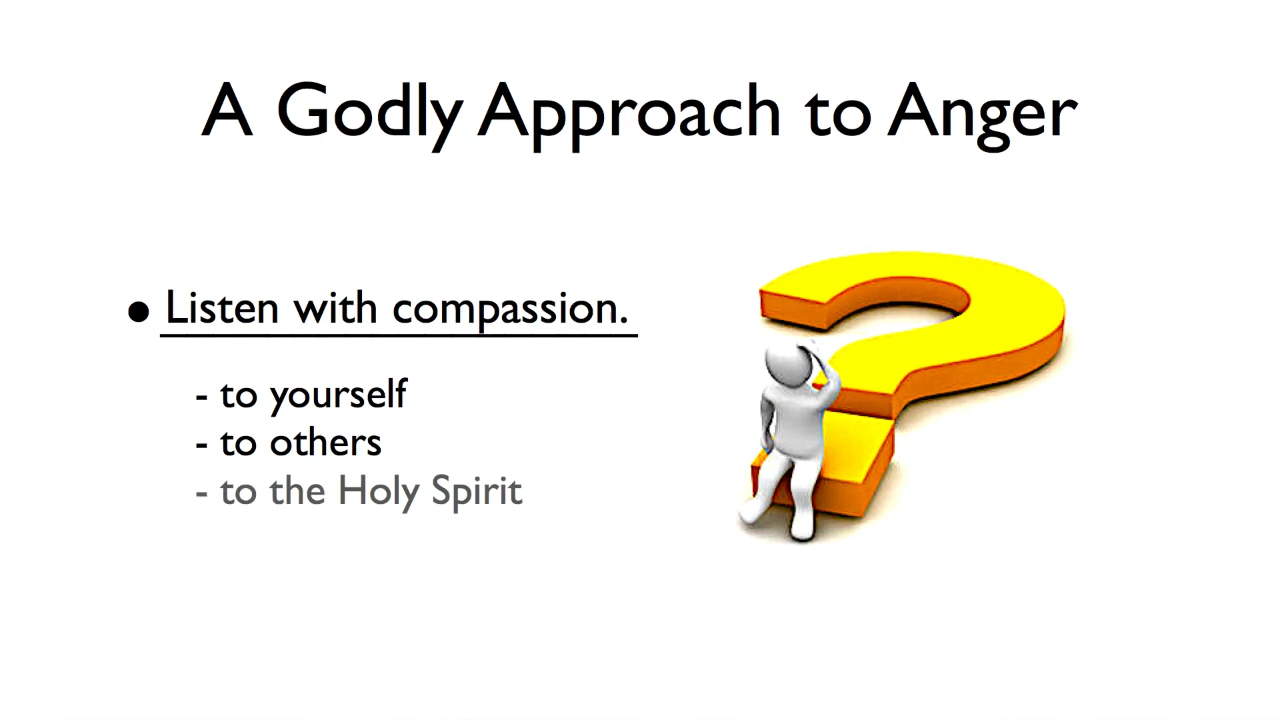 A Godly Approach to Anger
• Listen with compassion.
- to yourself
- to others
- to the Holy Spirit